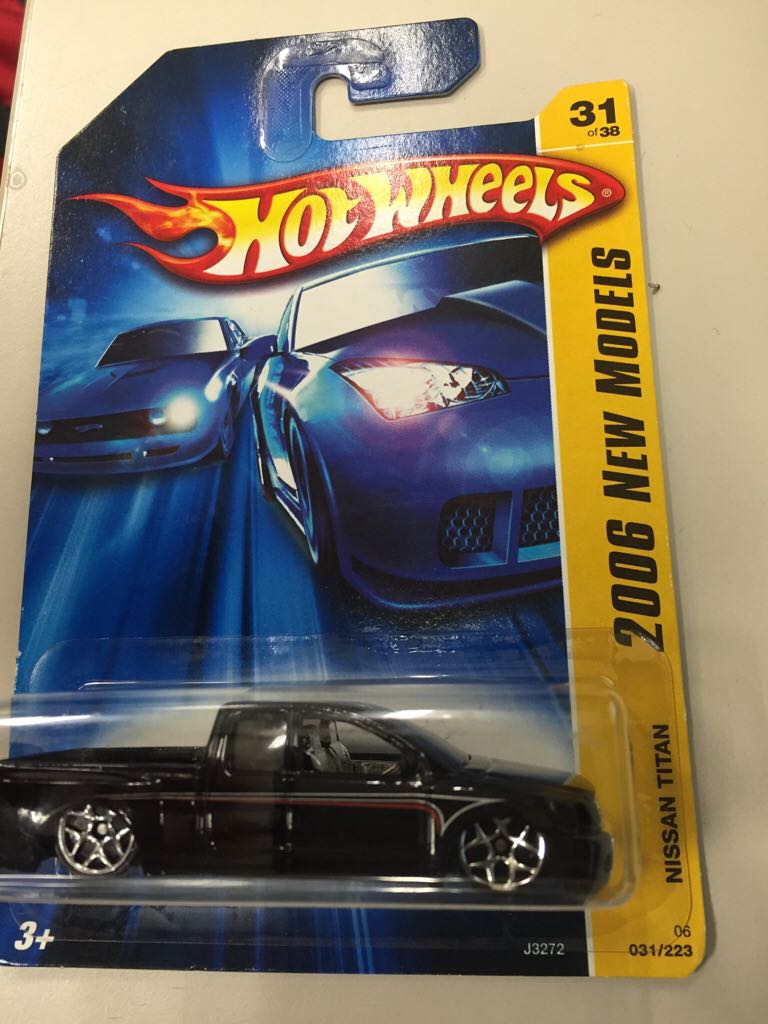 31
of 38
HOT WHEELS®
2006 NEW MODELS
NISSAN TITAN
3+
J3272
06
031/223